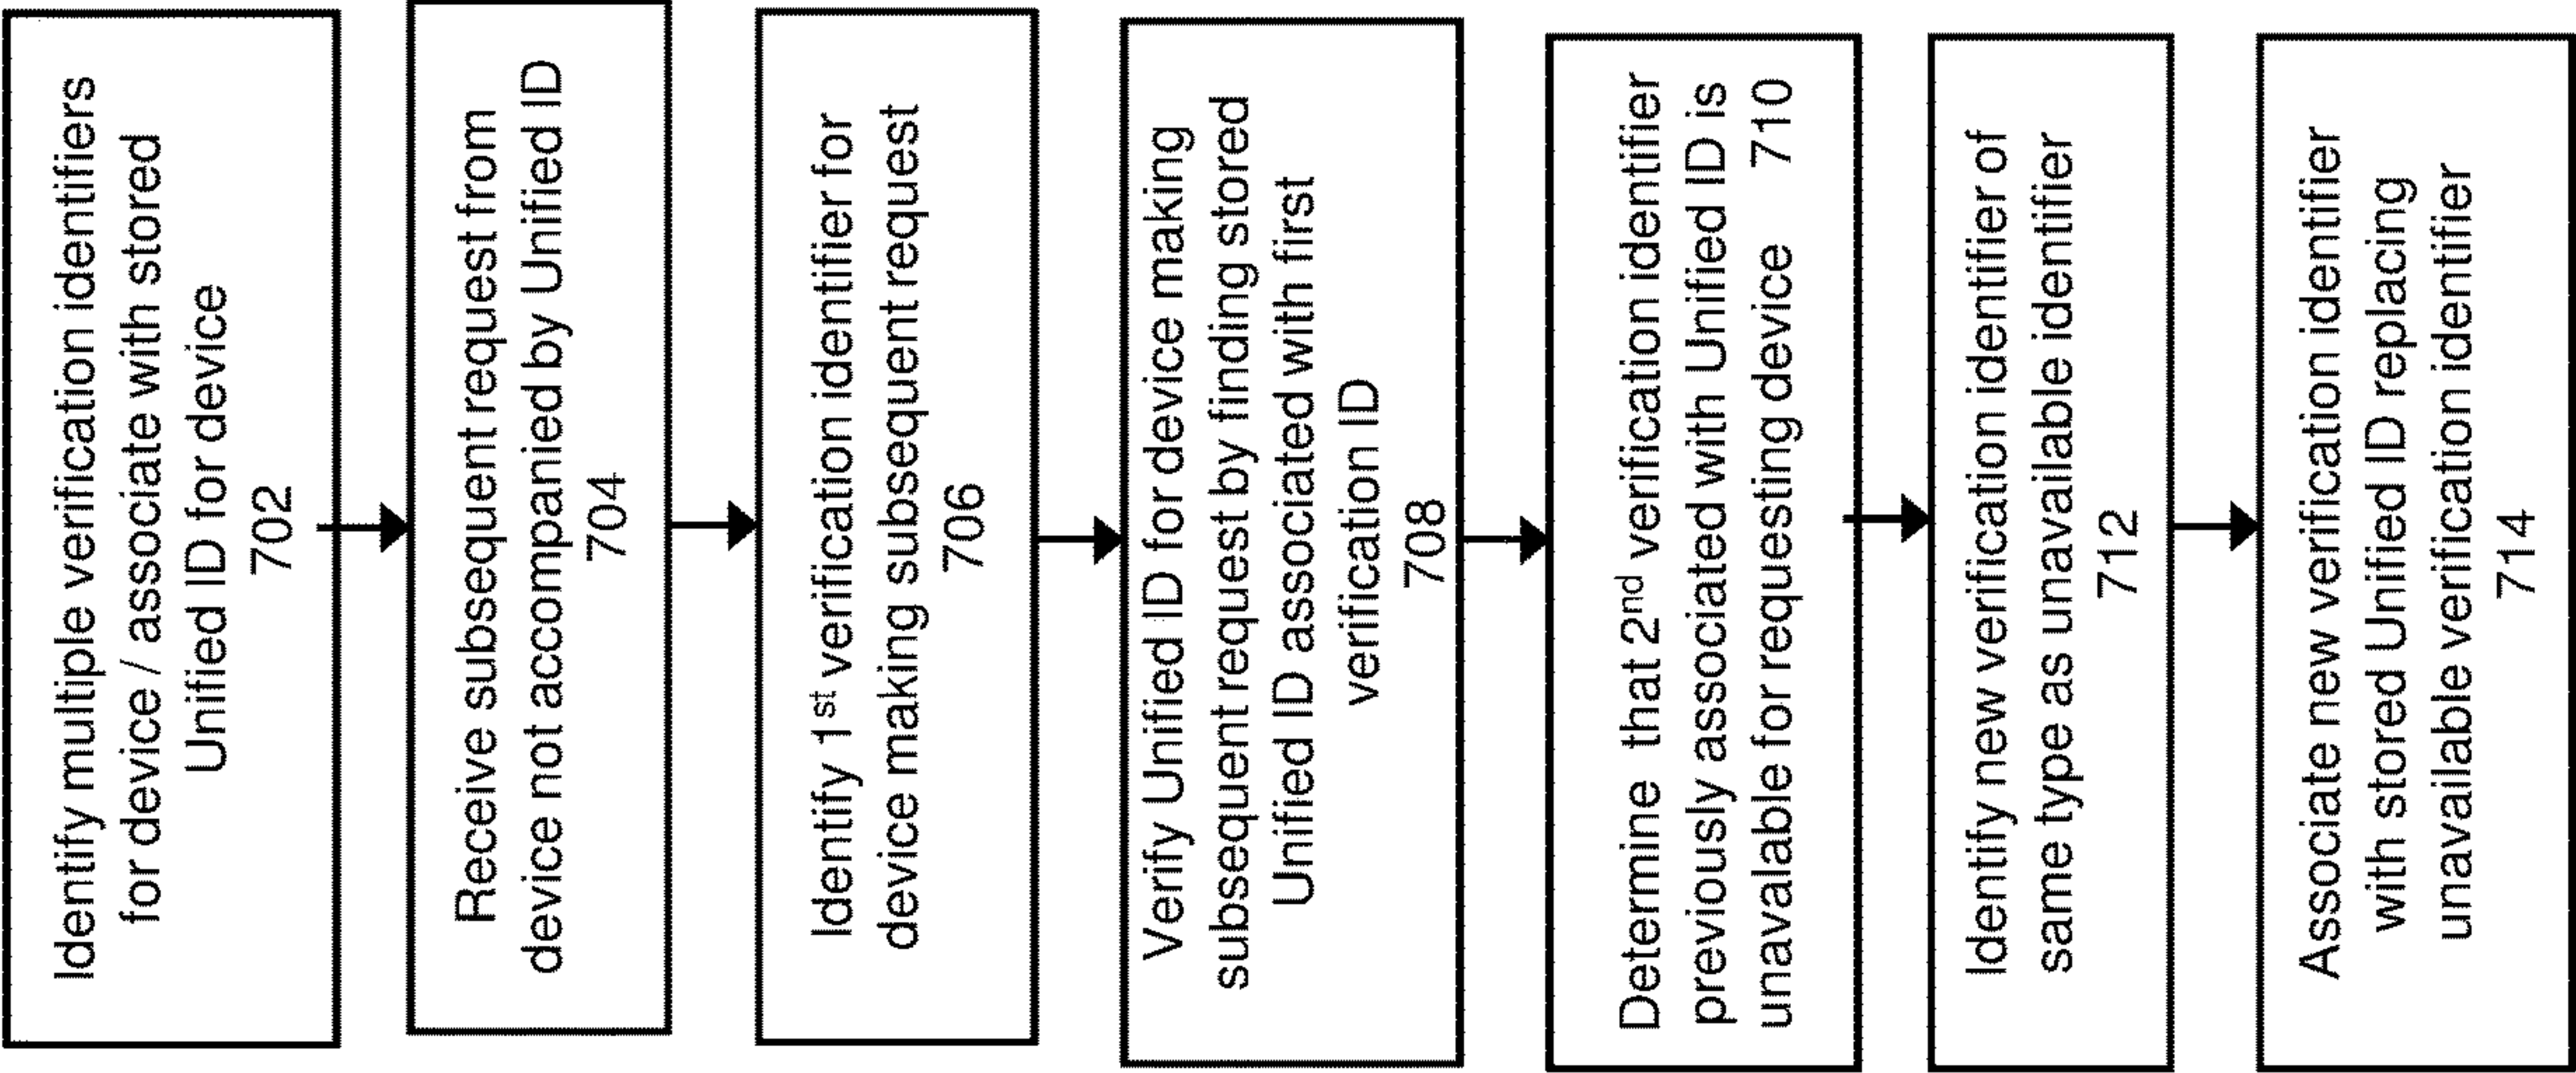 Identify multiple verification identifiers
for device / associate with stored
Unified ID for device
702
Receive subsequent request from
device not accompanied by Unified ID
704
Identify 1st verification identifier for
device making subsequent request
706
Verify Unified ID for device making
subsequent request by finding stored
Unified ID associated with first
verification ID
708
Determine that 2nd verification identifier
previously associated with Unified ID is
unavalable for requesting device 710
Identify new verification identifier of
same type as unavailable identifier
712
Associate new verification identifier
with stored Unified ID replacing
unavailable verification identifier
714